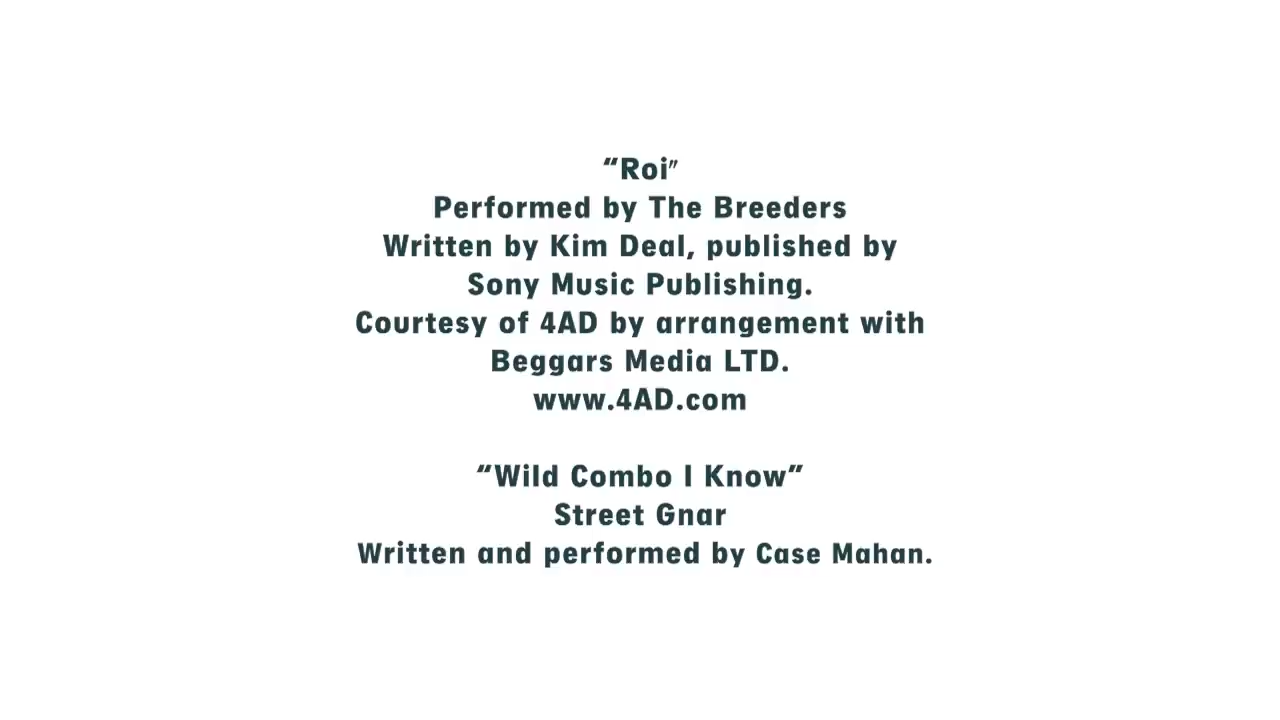 “Roi”
Performed by The Breeders
Written by Kim Deal, published by
Sony Music Publishing.
Courtesy of 4AD by arrangement with
Beggars Media LTD.
www.4AD.com
“Wild Combo I Know”
Street Gnar
Written and performed by Case Mahan.